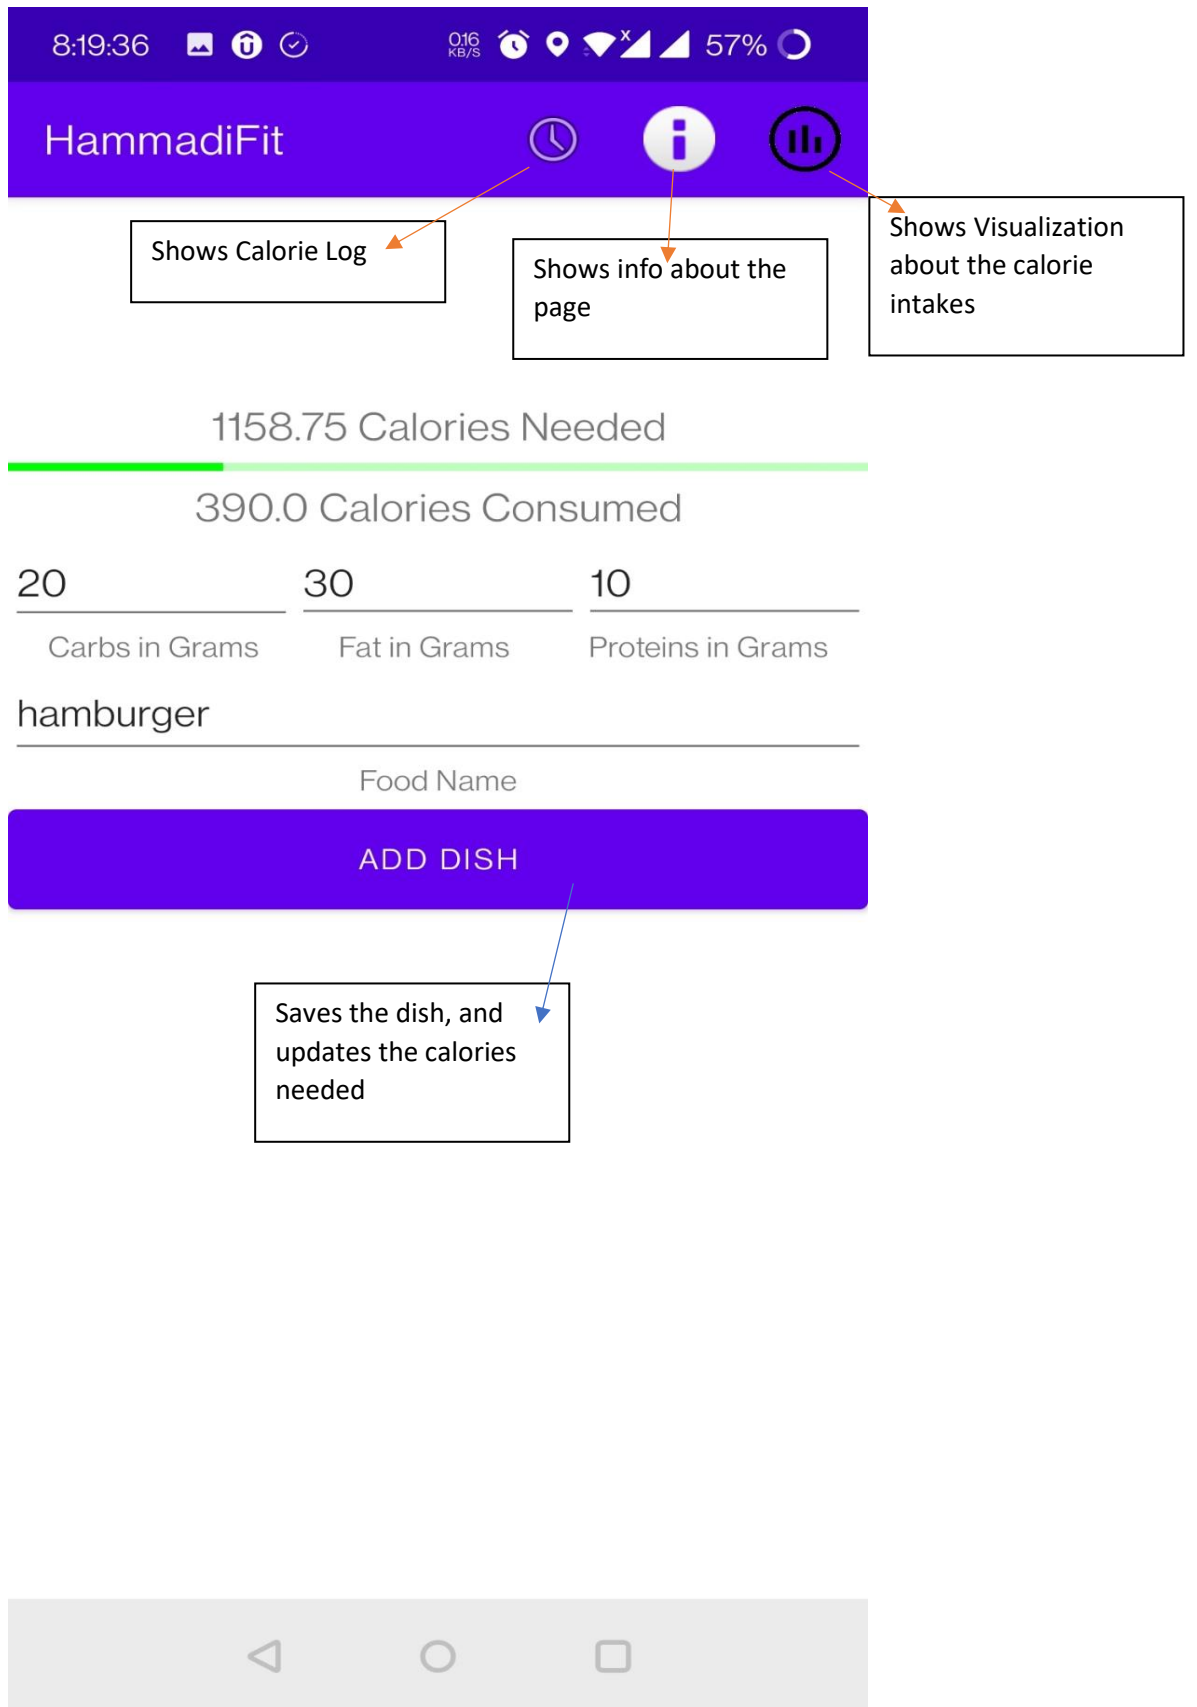 8:19:36 0.16 KB/S 57%
HammadiFit
Shows Calorie Log
Shows info about the
page
Shows Visualization
about the calorie
intakes
1158.75 Calories Needed
390.0 Calories Consumed
20 30 10
Carbs in Grams Fat in Grams Proteins in Grams
hamburger
Food Name
ADD DISH
Saves the dish, and
updates the calories
needed